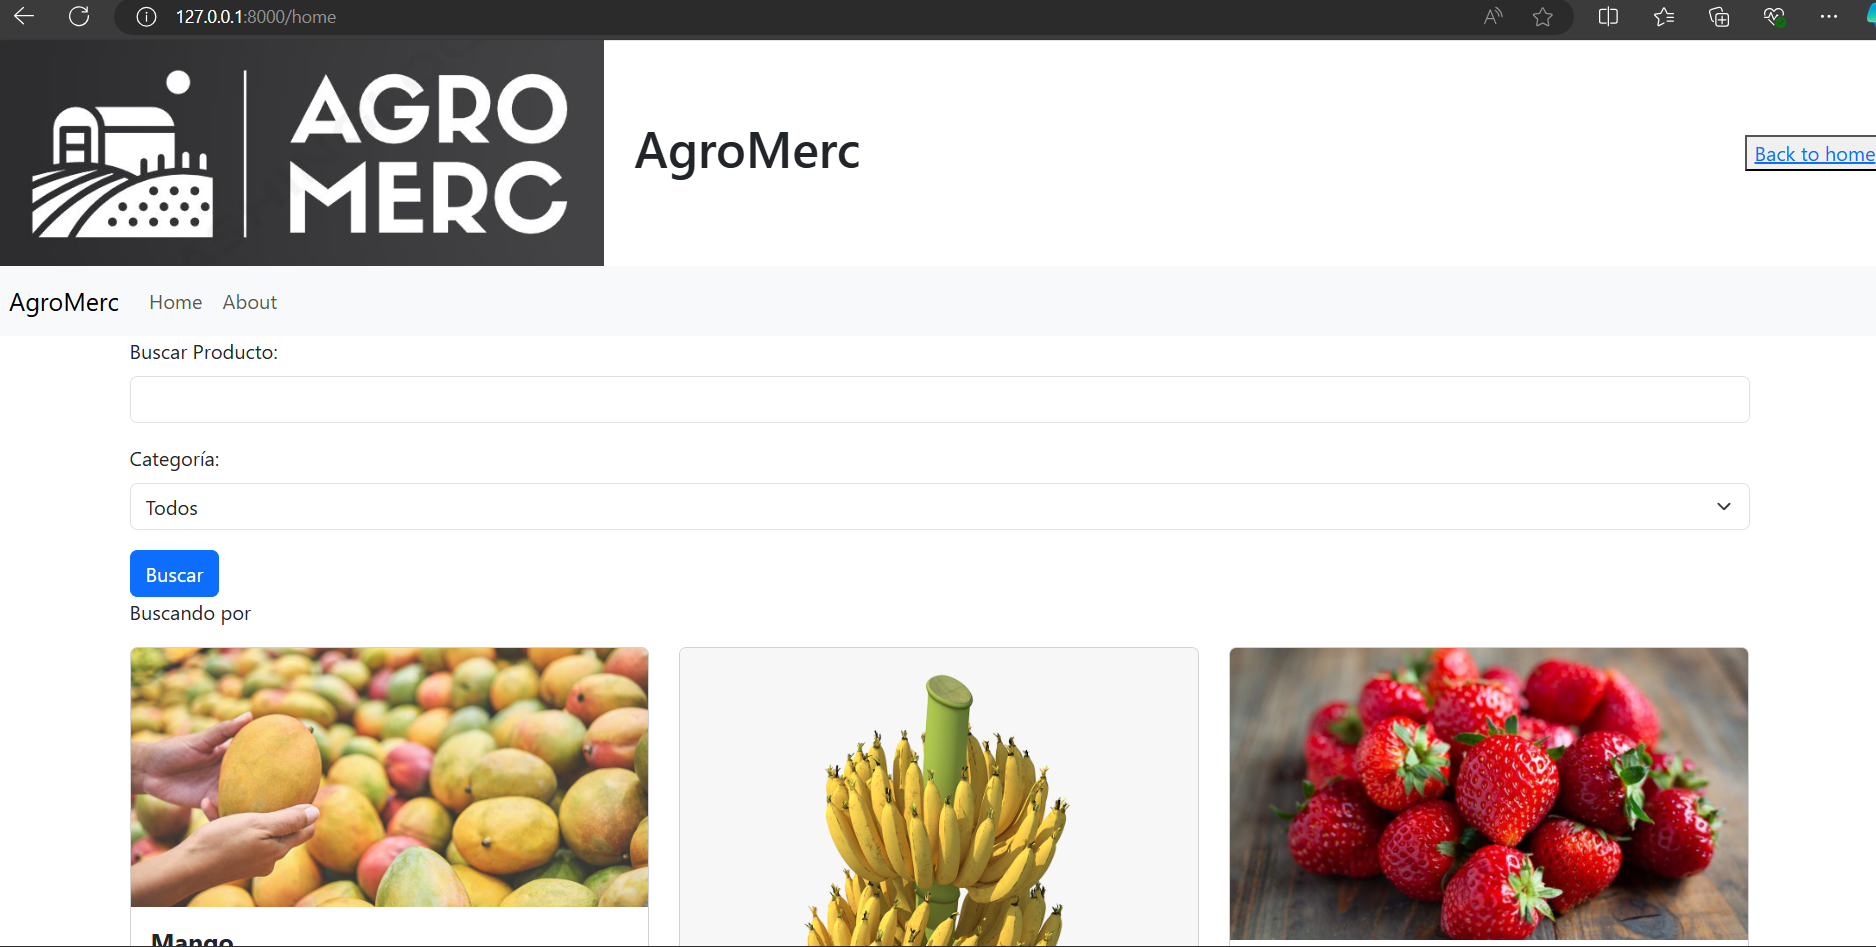 127.0.0.1:8000/home
AGRO
MERC
AgroMerc
Back to home
AgroMerc Home About
Buscar Producto:
Categoría:
Todos
Buscar
Buscando por
Mango